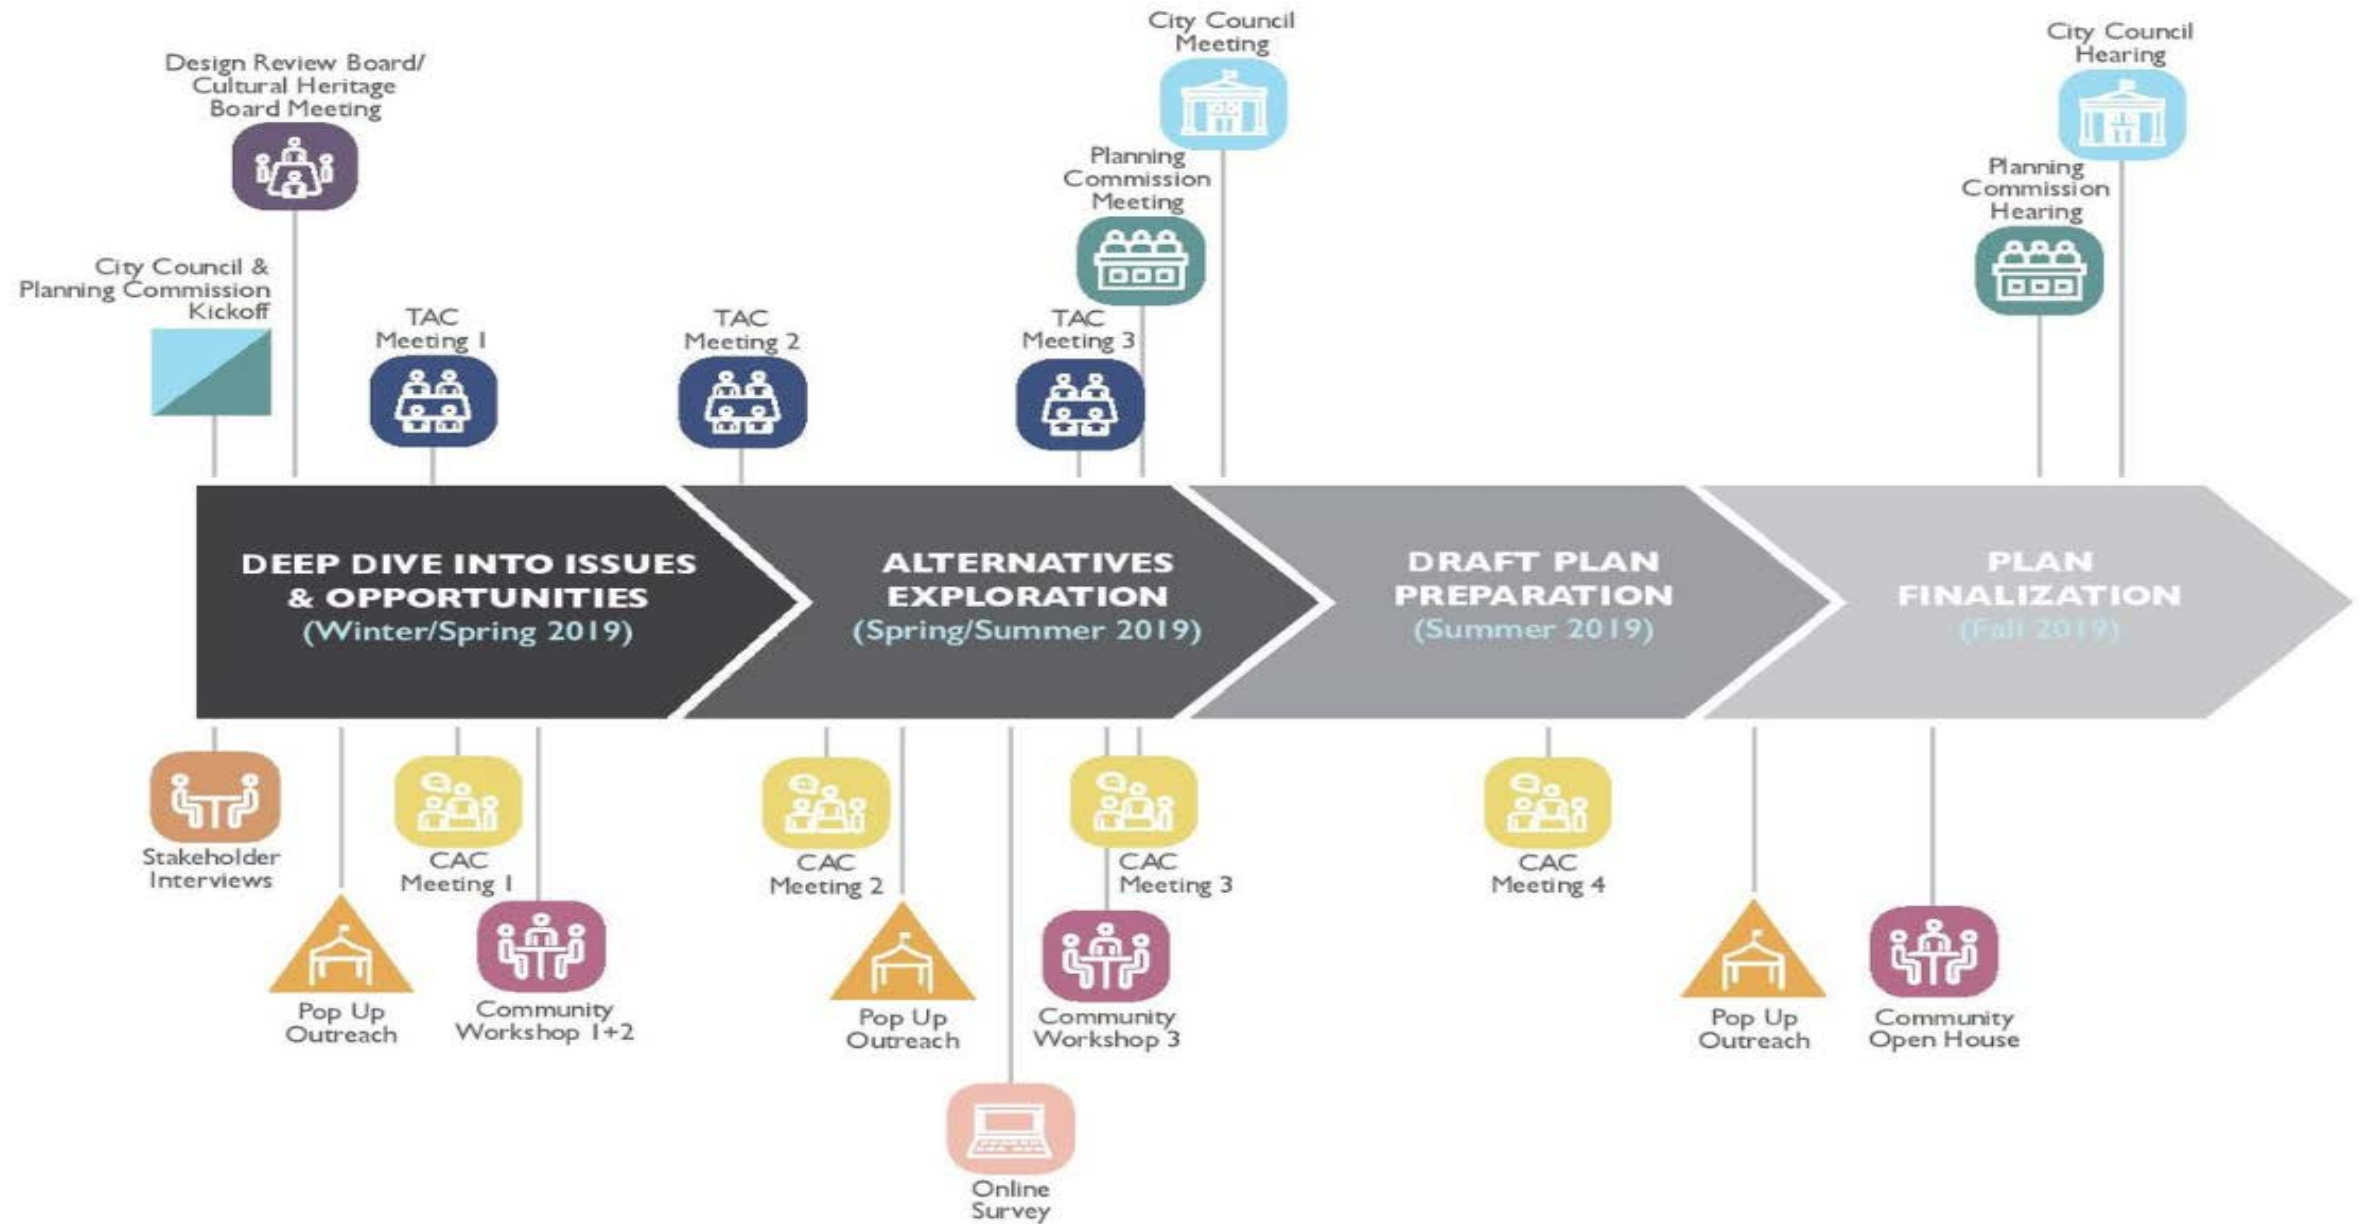 City Council
Meeting
City Council
Hearing
Design Review Board/
Cultural Heritage
Board Meeting
Planning
Commission
Meeting
Planning
Commission
Hearing
City Council &
Planning Commission
Kickoff
TAC
Meeting 1
TAC
Meeting 2
TAC
Meeting 3
DEEP DIVE INTO ISSUES
& OPPORTUNITIES
(Winter/Spring 2019)
ALTERNATIVES
EXPLORATION
(Spring/Summer 2019)
DRAFT PLAN
PREPARATION
(Summer 2019)
PLAN
FINALIZATION
(Fall 2019)
Stakeholder
Interviews
CAC
Meeting 1
CAC
Meeting 2
CAC
Meeting 3
CAC
Meeting 4
Pop Up
Outreach
Community
Workshop 1+2
Pop Up
Outreach
Community
Workshop 3
Pop Up
Outreach
Community
Open House
Online
Survey